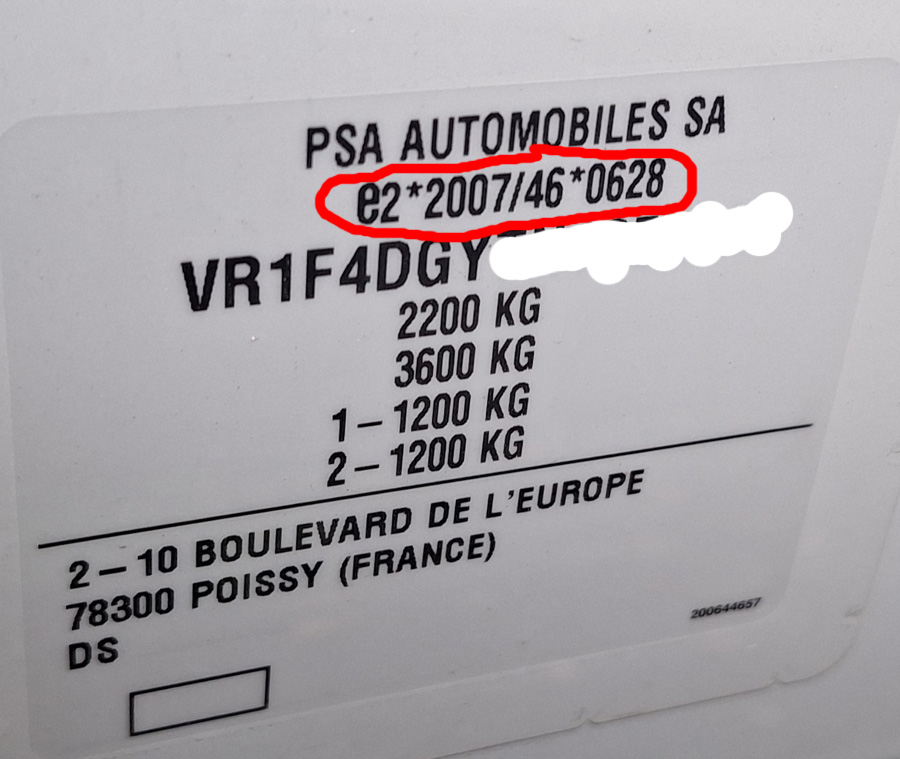 PSA AUTOMOBILES SA
e2*2007/46*0628
VR1F4DGY
2200 KG
3600 KG
1 – 1200 KG
2 – 1200 KG
2 – 10 BOULEVARD DE L'EUROPE
78300 POISSY (FRANCE)
DS
200644657